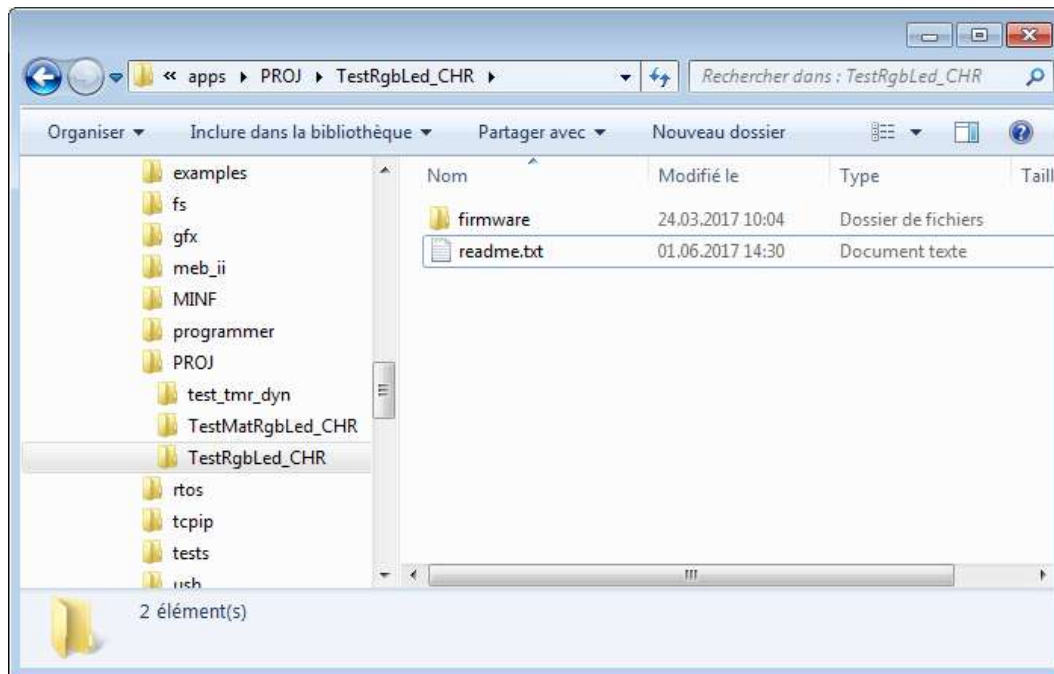 « apps ▸ PROJ ▸ TestRgbLed_CHR ▸ Rechercher dans : TestRgbLed_CHR
Organiser ▾ Inclure dans la bibliothèque ▾ Partager avec ▾ Nouveau dossier
examples
fs
gfx
meb_ii
MINF
programmer
PROJ
test_tmr_dyn
TestMatRgbLed_CHR
TestRgbLed_CHR
rtos
tcpip
tests
usb
Nom Modifié le Type Taill
firmware 24.03.2017 10:04 Dossier de fichiers
readme.txt 01.06.2017 14:30 Document texte
2 élément(s)